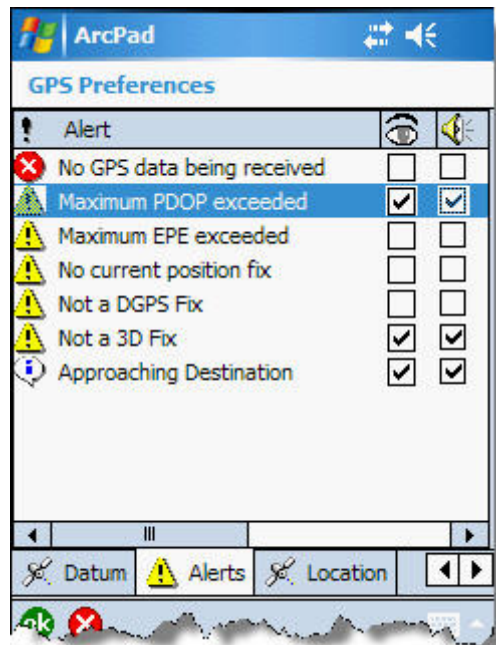 ArcPad
GPS Preferences
! Alert
No GPS data being received
Maximum PDOP exceeded
Maximum EPE exceeded
No current position fix
Not a DGPS Fix
Not a 3D Fix
Approaching Destination
Datum Alerts Location
ok